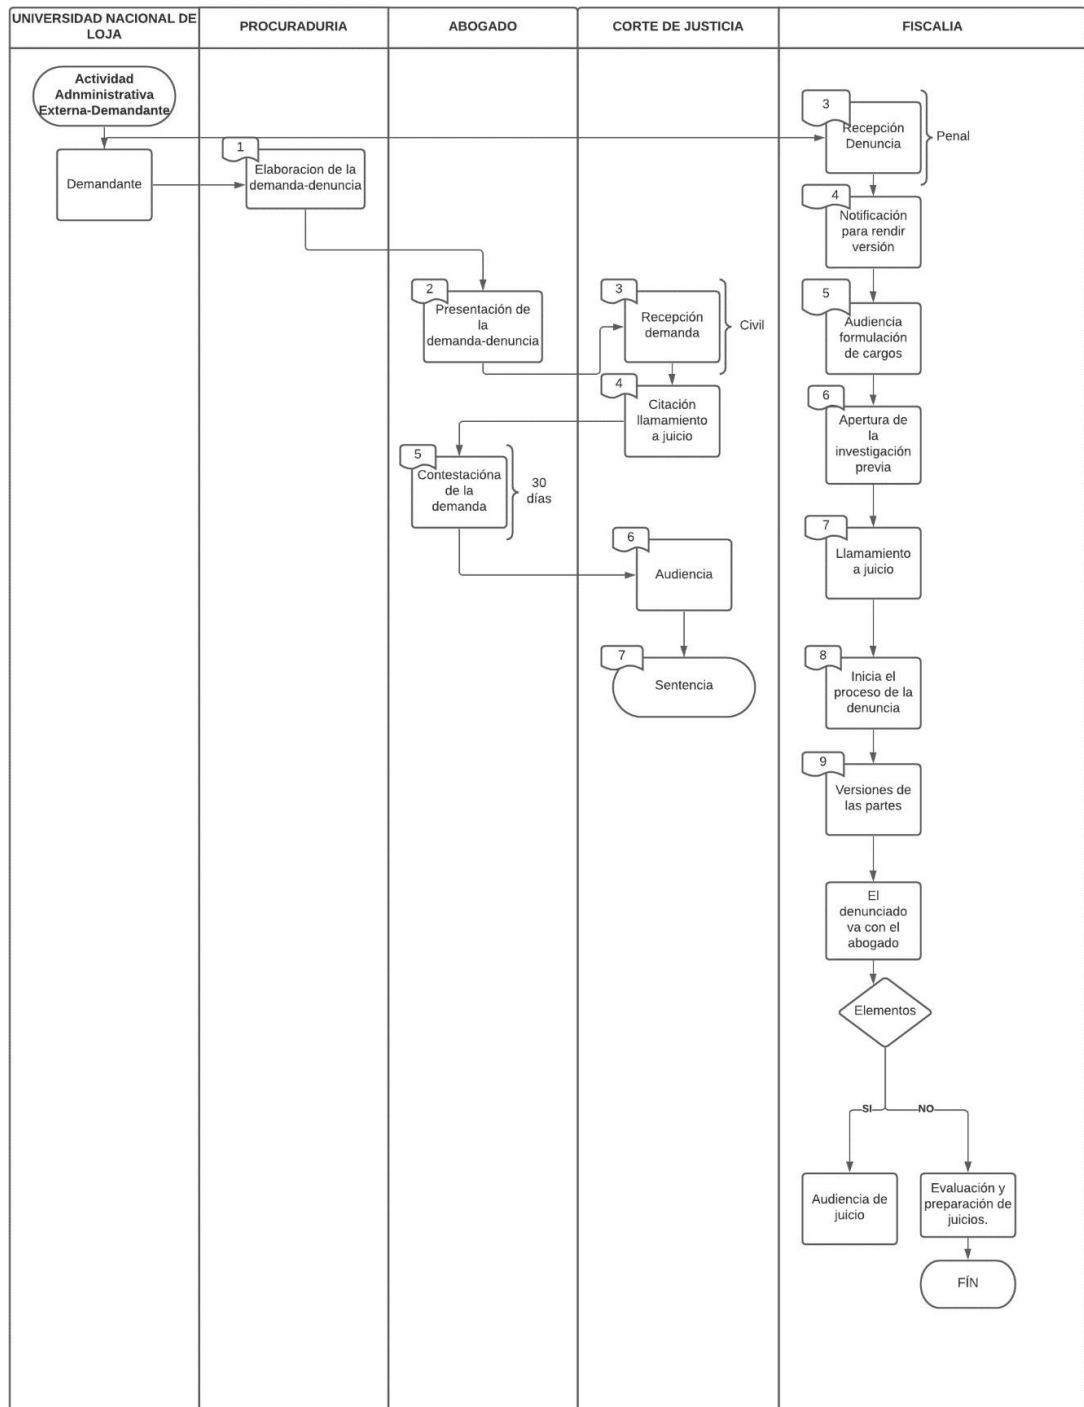 UNIVERSIDAD NACIONAL DE
LOJA
PROCURADURIA
ABOGADO
CORTE DE JUSTICIA
FISCALIA
Actividad
Adnministrativa
Externa-Demandante
Demandante
1
Elaboracion de la
demanda-denuncia
2
Presentación de
la
demanda-denuncia
3
Recepción
demanda
Civil
4
Citación
llamamiento
a juicio
5
Contestacióna
de la
demanda
30
días
6
Audiencia
7
Sentencia
3
Recepción
Denuncia
Penal
4
Notificación
para rendir
versión
5
Audiencia
formulación
de cargos
6
Apertura de
la
investigación
previa
7
Llamamiento
a juicio
8
Inicia el
proceso de la
denuncia
9
Versiones de
las partes
El
denunciado
va con el
abogado
Elementos
SI
NO
Audiencia de
juicio
Evaluación y
preparación de
juicios.
FÍN